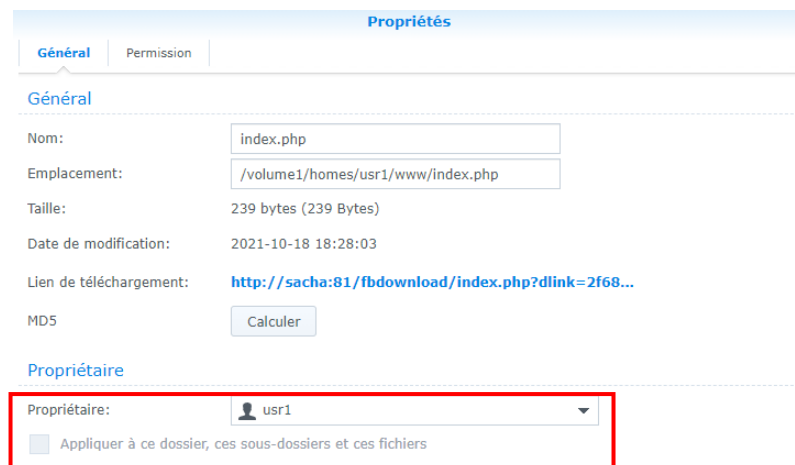 Propriétés
Général Permission
Général
Nom: index.php
Emplacement: /volume1/homes/usr1/www/index.php
Taille: 239 bytes (239 Bytes)
Date de modification: 2021-10-18 18:28:03
Lien de téléchargement: http://sacha:81/fbdownload/index.php?dlink=2f68...
MD5 Calculer
Propriétaire
Propriétaire: usr1
Appliquer à ce dossier, ces sous-dossiers et ces fichiers